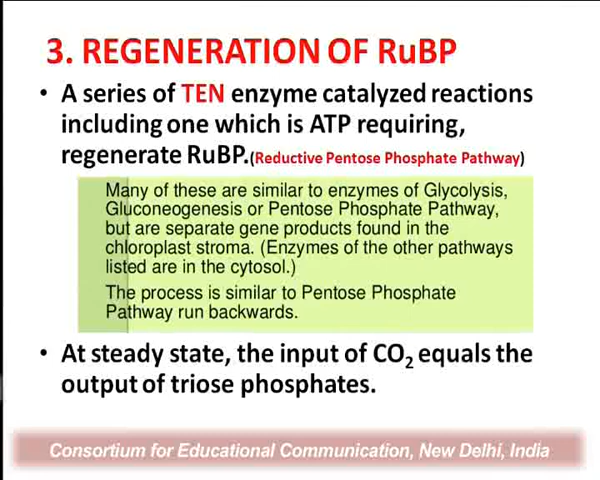 3. REGENERATION OF RuBP
• A series of TEN enzyme catalyzed reactions
including one which is ATP requiring,
regenerate RuBP.(Reductive Pentose Phosphate Pathway)
Many of these are similar to enzymes of Glycolysis,
Gluconeogenesis or Pentose Phosphate Pathway,
but are separate gene products found in the
chloroplast stroma. (Enzymes of the other pathways
listed are in the cytosol.)
The process is similar to Pentose Phosphate
Pathway run backwards.
• At steady state, the input of CO₂ equals the
output of triose phosphates.
Consortium for Educational Communication, New Delhi, India